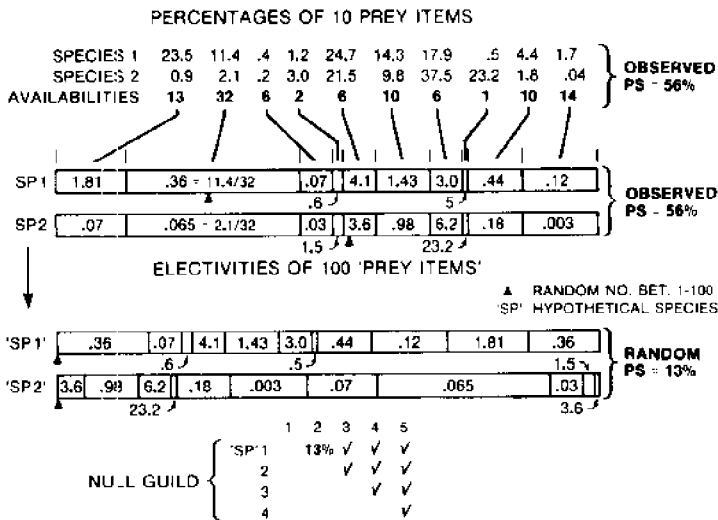 PERCENTAGES OF 10 PREY ITEMS
SPECIES 1 23.5 11.4 .4 1.2 24.7 14.3 17.9 .5 4.4 1.7
SPECIES 2 0.9 2.1 .2 3.0 21.5 9.8 37.5 23.2 1.8 .04
AVAILABILITIES 13 32 6 2 6 10 6 1 10 14
OBSERVED
PS = 56%
SP1 1.81 .36 = 11.4/32 .07 4.1 1.43 3.0 .44 .12
.6 .5
SP2 .07 .065 = 2.1/32 .03 3.6 .98 6.2 .18 .003
1.5 23.2
OBSERVED
PS = 56%
ELECTIVITIES OF 100 'PREY ITEMS'
▲ RANDOM NO. BET. 1-100
'SP' HYPOTHETICAL SPECIES
'SP1' .36 .07 4.1 1.43 3.0 .44 .12 1.81 .36
.6 .5 1.5
'SP2' 3.6 .98 6.2 .18 .003 .07 .065 .03
23.2 3.6
RANDOM
PS = 13%
1 2 3 4 5
'SP' 1 13% √ √ √
2 √ √ √
3 √ √
4 √
NULL GUILD